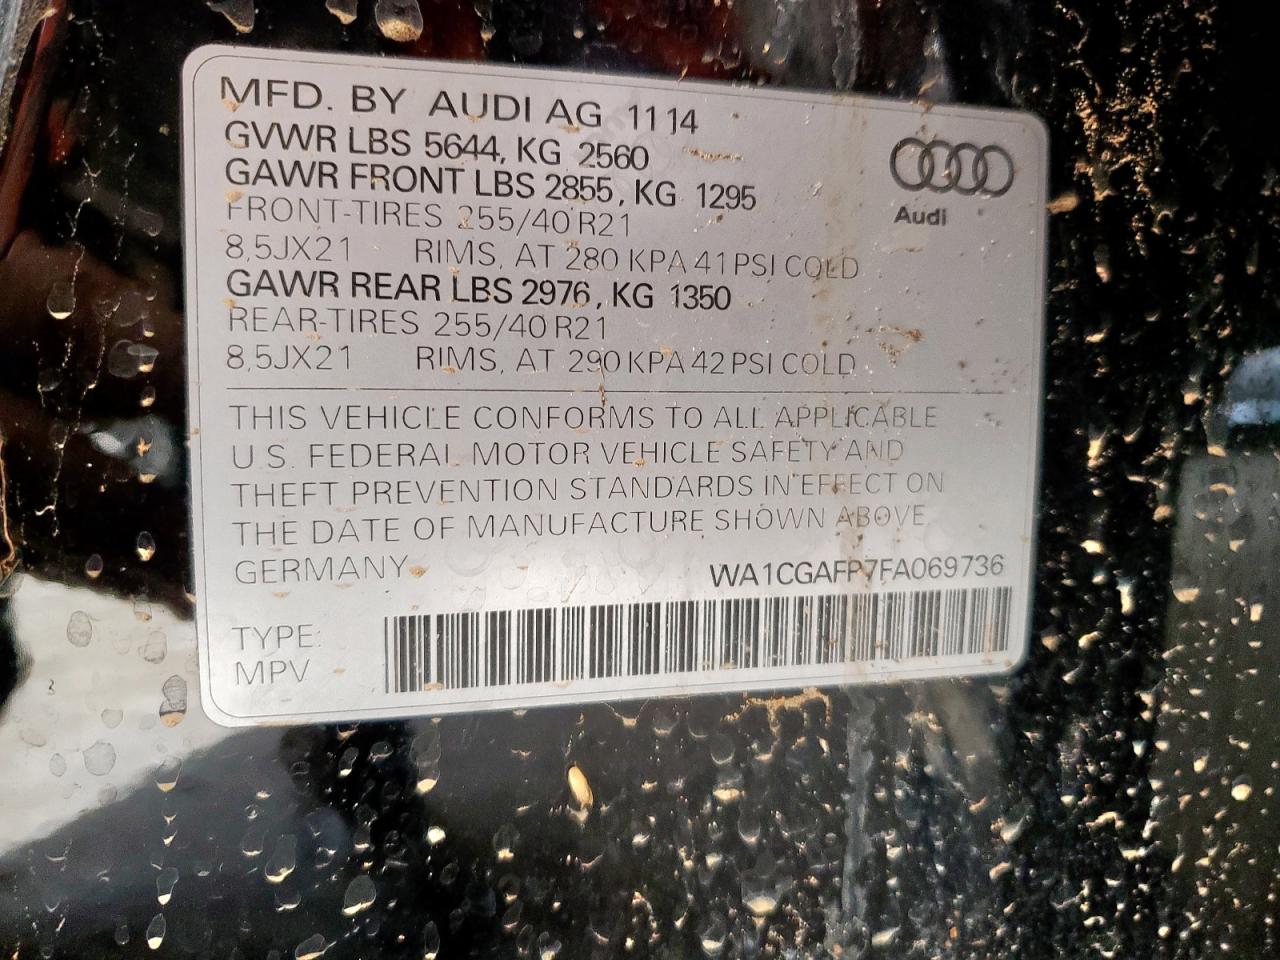 MFD. BY AUDI AG 11 14
GVWR LBS 5644, KG 2560
GAWR FRONT LBS 2855, KG 1295
FRONT-TIRES 255/40 R21
8,5JX21 RIMS, AT 280 KPA 41 PSI COLD
GAWR REAR LBS 2976, KG 1350
REAR-TIRES 255/40 R21
8,5JX21 RIMS, AT 290 KPA 42 PSI COLD
Audi
THIS VEHICLE CONFORMS TO ALL APPLICABLE
U.S. FEDERAL MOTOR VEHICLE SAFETY AND
THEFT PREVENTION STANDARDS IN EFFECT ON
THE DATE OF MANUFACTURE SHOWN ABOVE
GERMANY WA1CGAFP7FA069736
TYPE:
MPV